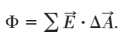 Φ = ∑ E⃗ · ΔA⃗.